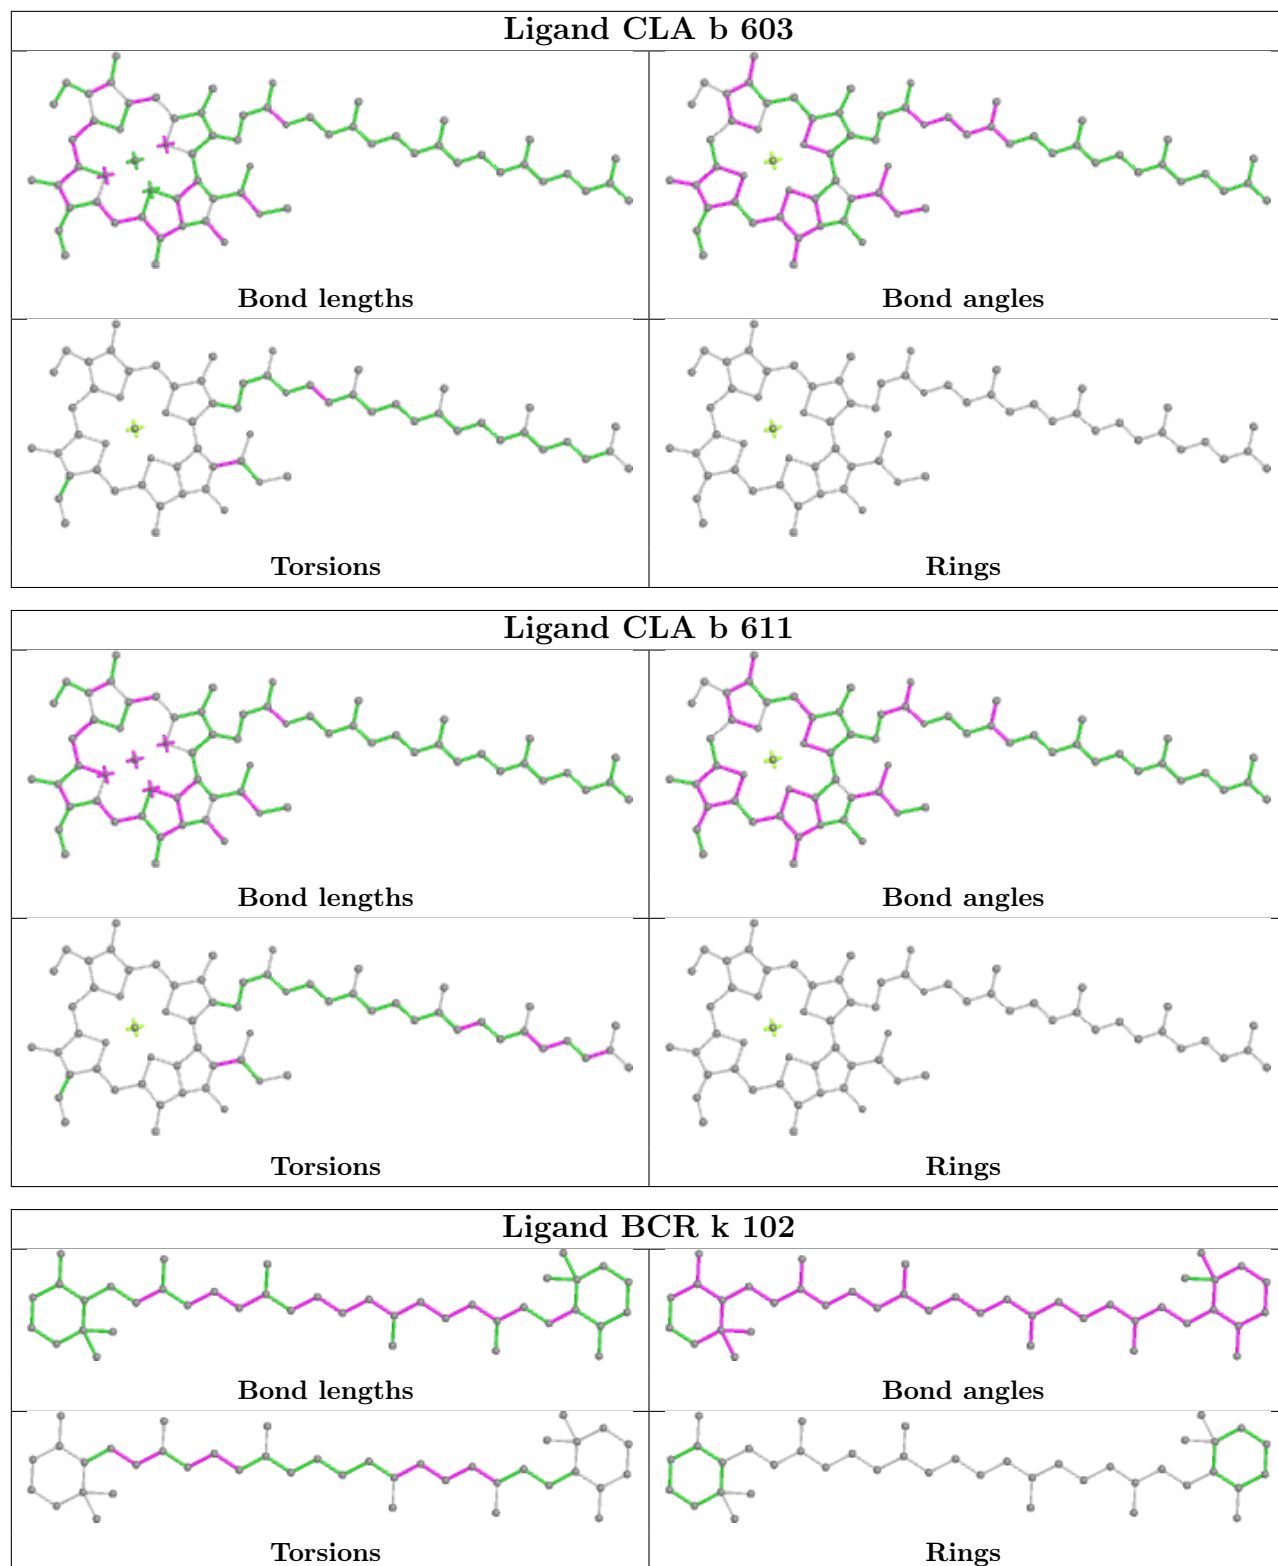 Ligand CLA b 603
Bond lengths
Bond angles
Torsions
Rings
Ligand CLA b 611
Bond lengths
Bond angles
Torsions
Rings
Ligand BCR k 102
Bond lengths
Bond angles
Torsions
Rings